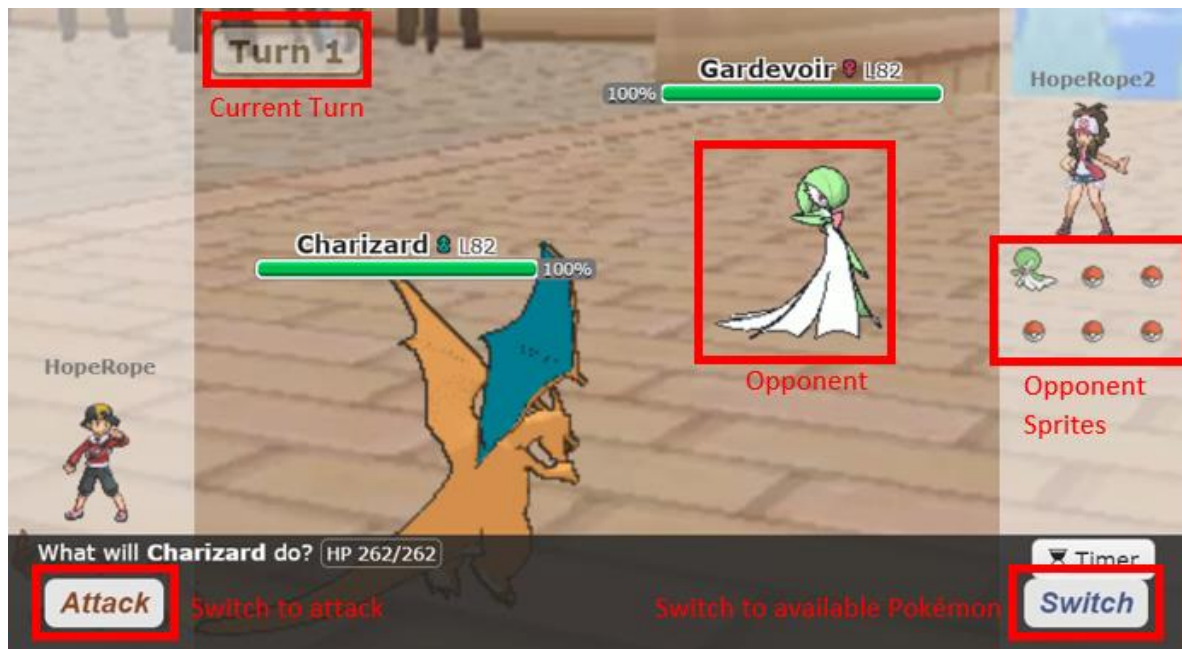 Turn 1
Current Turn
Gardevoir L82
100%
HopeRope2
Charizard L82
100%
Opponent
Opponent
Sprites
HopeRope
What will Charizard do? HP 262/262
Timer
Attack
Switch to attack
Switch to available Pokémon
Switch